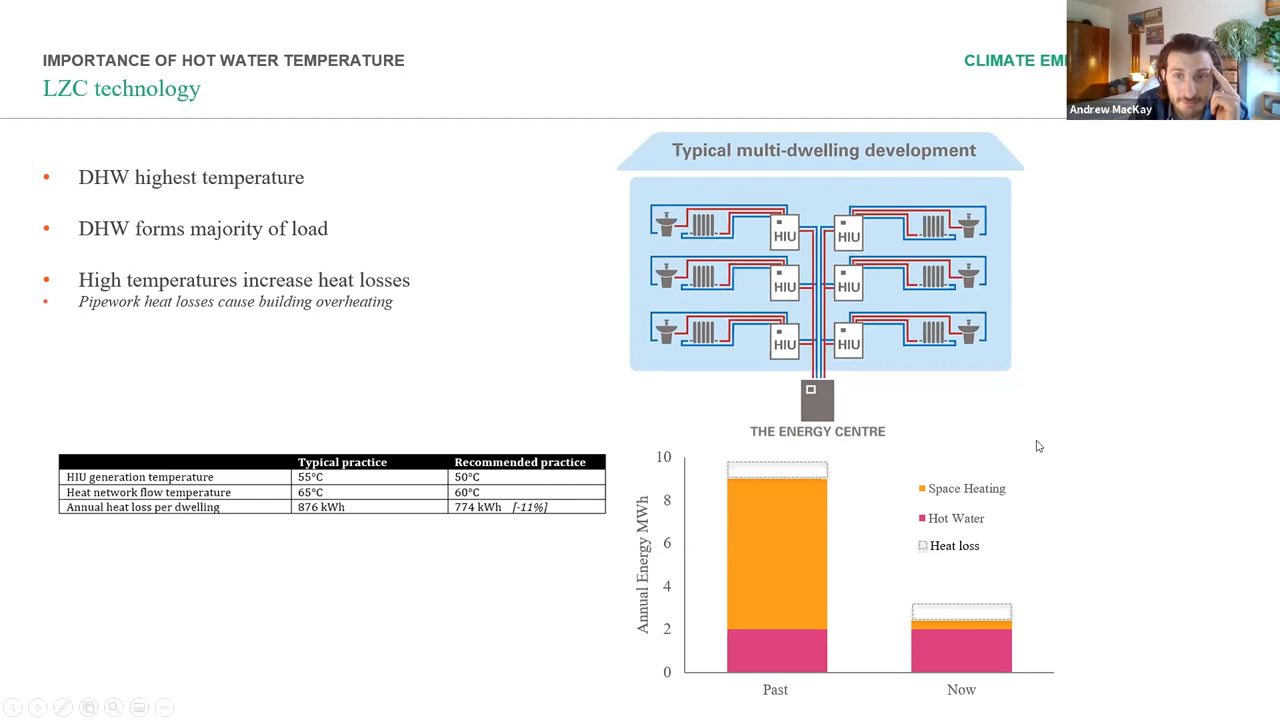 IMPORTANCE OF HOT WATER TEMPERATURE
LZC technology
CLIMATE
Andrew MacKay
• DHW highest temperature
• DHW forms majority of load
• High temperatures increase heat losses
• Pipework heat losses cause building overheating
Typical multi-dwelling development
HIU HIU
HIU HIU
HIU HIU
THE ENERGY CENTRE
Typical practice Recommended practice
HIU generation temperature 55°C 50°C
Heat network flow temperature 65°C 60°C
Annual heat loss per dwelling 876 kWh 774 kWh [-11%]
Annual Energy MWh
10
8
6
4
2
0
Space Heating
Hot Water
Heat loss
Past Now